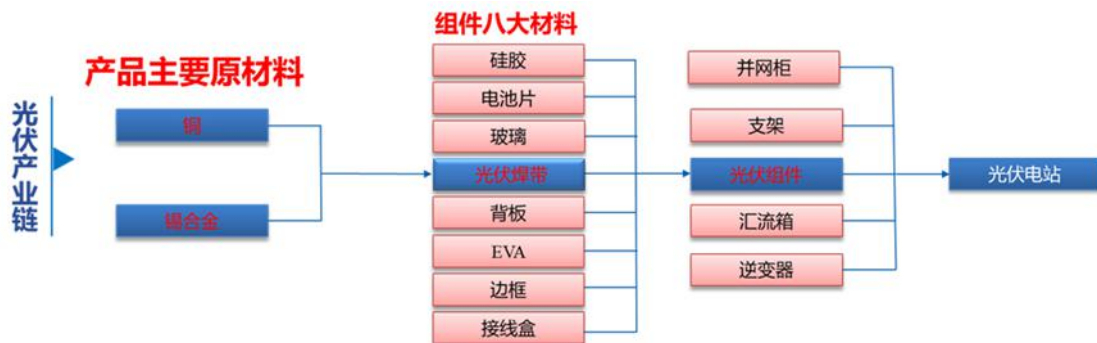 光伏产业链
产品主要原材料
铜
锡合金
组件八大材料
硅胶
电池片
玻璃
光伏焊带
背板
EVA
边框
接线盒
并网柜
支架
光伏组件
汇流箱
逆变器
光伏电站